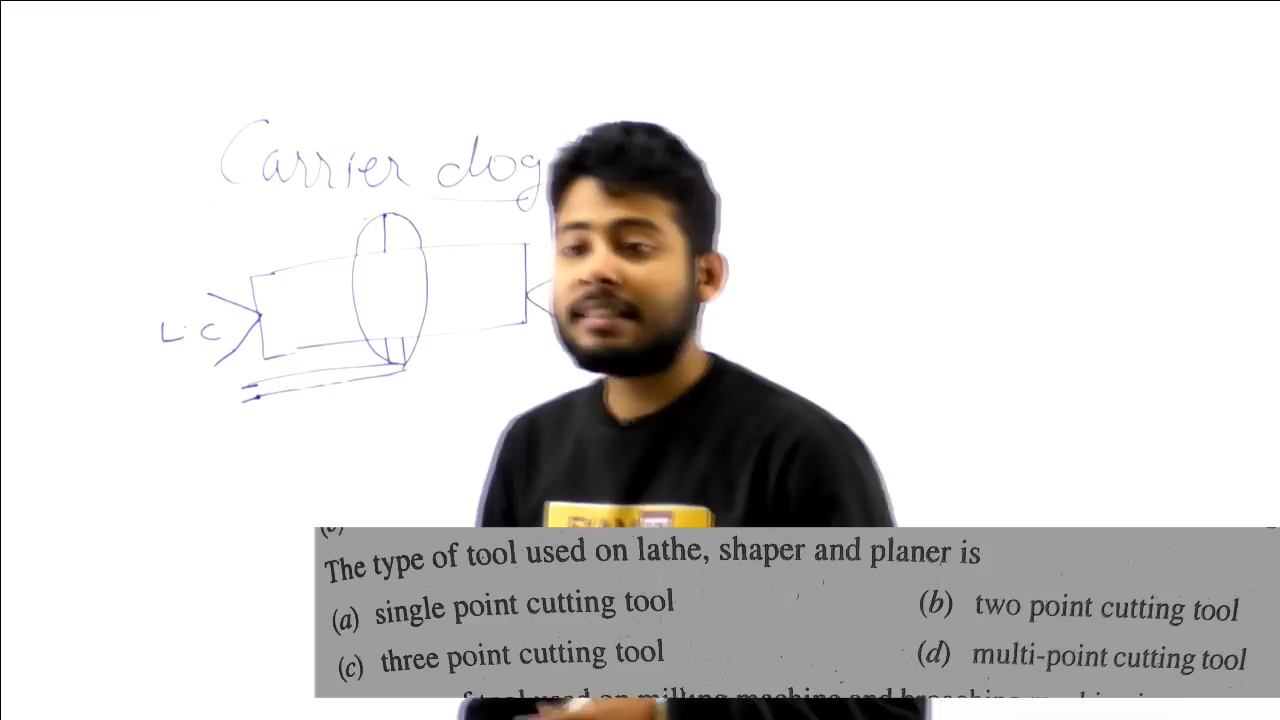 Carrier dog
L.C
The type of tool used on lathe, shaper and planer is
(a) single point cutting tool (b) two point cutting tool
(c) three point cutting tool (d) multi-point cutting tool